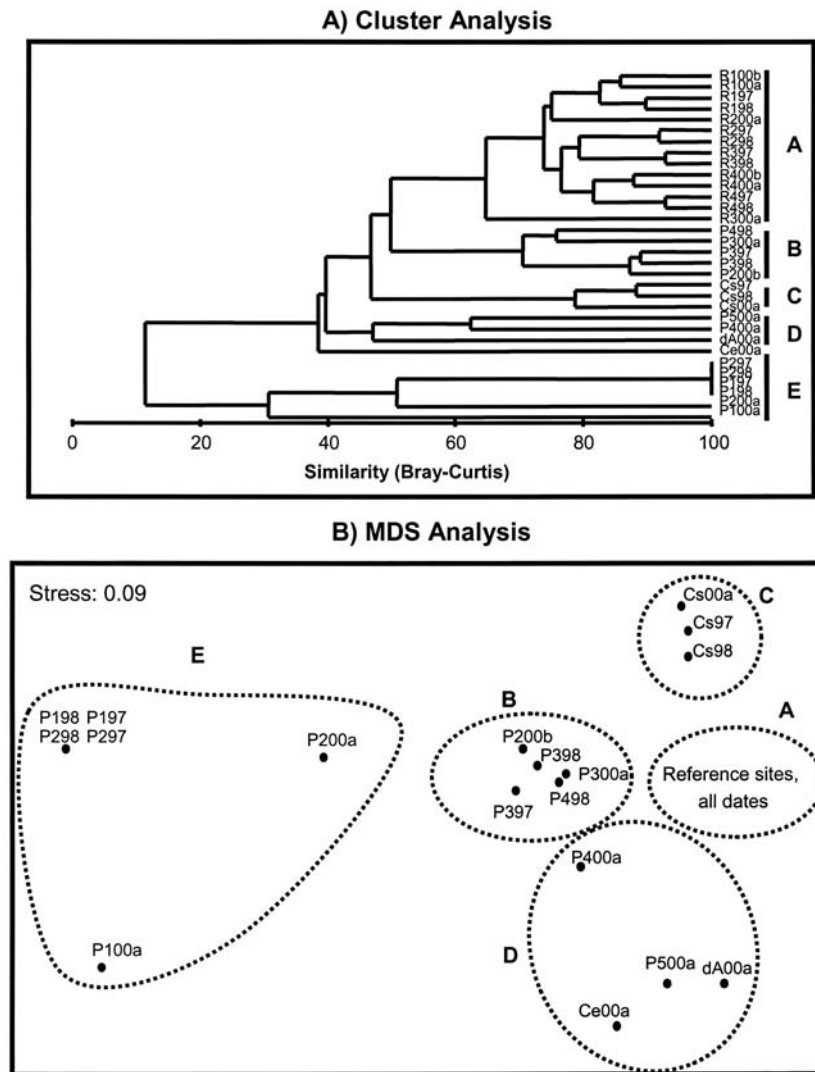 A) Cluster Analysis
R100b
R100a
R197
R198
R200a
R297
R298
R397
R398
R400b
R400a
R497
R498
R300a
A
P498
P300a
P397
P398
P200b
B
Cs97
Cs98
Cs00a
C
P500a
P400a
dA00a
D
Ce00a
P297
P298
P197
P198
P200a
P100a
E
0 20 40 60 80 100
Similarity (Bray-Curtis)
B) MDS Analysis
Stress: 0.09
Cs00a C
Cs97
Cs98
E
B
A
P198 P197
P298 P297
P200a
P200b
P398
P300a
P498
P397
Reference sites,
all dates
P400a
P100a
D
P500a dA00a
Ce00a